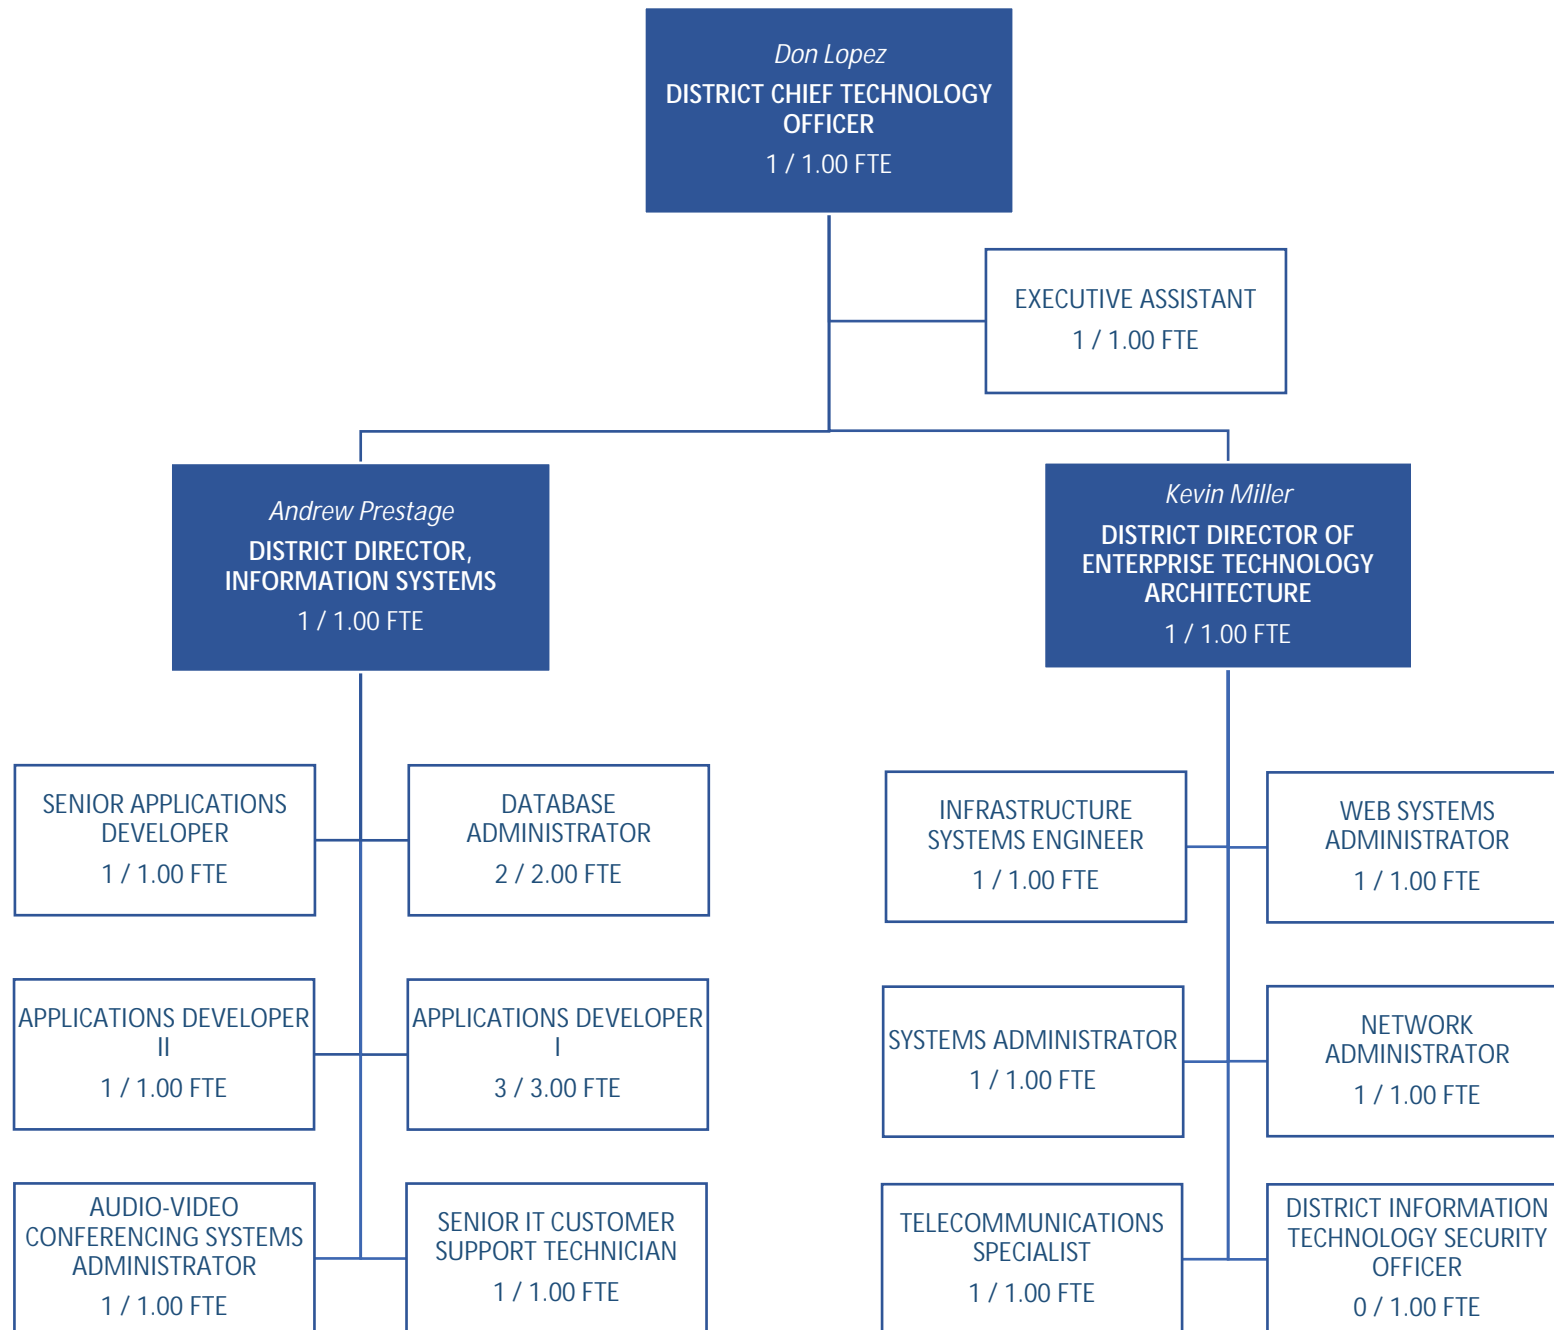 Don Lopez
DISTRICT CHIEF TECHNOLOGY
OFFICER
1 / 1.00 FTE
EXECUTIVE ASSISTANT
1 / 1.00 FTE
Andrew Prestage
DISTRICT DIRECTOR,
INFORMATION SYSTEMS
1 / 1.00 FTE
Kevin Miller
DISTRICT DIRECTOR OF
ENTERPRISE TECHNOLOGY
ARCHITECTURE
1 / 1.00 FTE
SENIOR APPLICATIONS
DEVELOPER
1 / 1.00 FTE
DATABASE
ADMINISTRATOR
2 / 2.00 FTE
INFRASTRUCTURE
SYSTEMS ENGINEER
1 / 1.00 FTE
WEB SYSTEMS
ADMINISTRATOR
1 / 1.00 FTE
APPLICATIONS DEVELOPER
II
1 / 1.00 FTE
APPLICATIONS DEVELOPER
I
3 / 3.00 FTE
SYSTEMS ADMINISTRATOR
1 / 1.00 FTE
NETWORK
ADMINISTRATOR
1 / 1.00 FTE
AUDIO-VIDEO
CONFERENCING SYSTEMS
ADMINISTRATOR
1 / 1.00 FTE
SENIOR IT CUSTOMER
SUPPORT TECHNICIAN
1 / 1.00 FTE
TELECOMMUNICATIONS
SPECIALIST
1 / 1.00 FTE
DISTRICT INFORMATION
TECHNOLOGY SECURITY
OFFICER
0 / 1.00 FTE